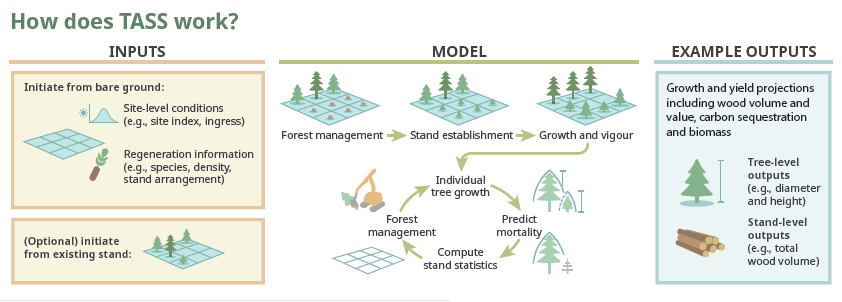 How does TASS work?
INPUTS
Initiate from bare ground:
Site-level conditions
(e.g., site index, ingress)
Regeneration information
(e.g., species, density,
stand arrangement)
(Optional) initiate
from existing stand:
MODEL
Forest management
Stand establishment
Growth and vigour
Individual
tree growth
Predict
mortality
Compute
stand statistics
Forest
management
EXAMPLE OUTPUTS
Growth and yield projections
including wood volume and
value, carbon sequestration
and biomass
Tree-level
outputs
(e.g., diameter
and height)
Stand-level
outputs
(e.g., total
wood volume)